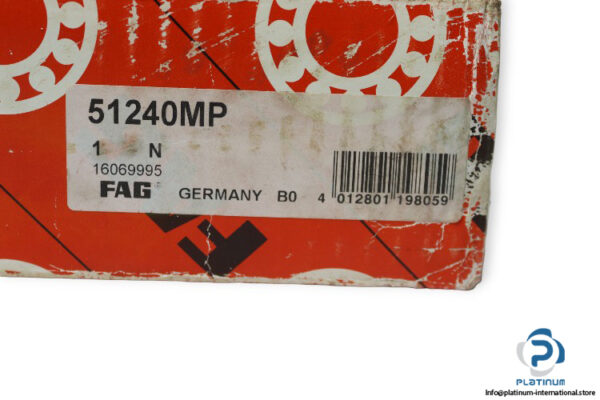 51240MP
1 N
16069995
FAG GERMANY B0 4 012801 198059
PLATINUM
info@platinum-international.store